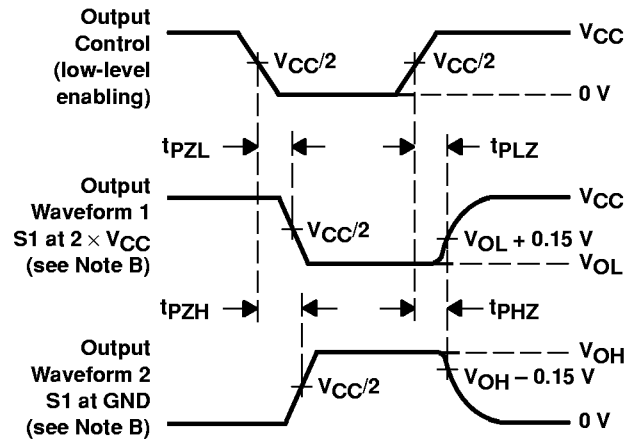 Output
Control
(low-level
enabling)
VCC/2
VCC/2
VCC
0 V
tPZL
tPLZ
Output
Waveform 1
S1 at 2 × VCC
(see Note B)
VCC/2
VCC
VOL + 0.15 V
VOL
tPZH
tPHZ
Output
Waveform 2
S1 at GND
(see Note B)
VCC/2
VOH
VOH − 0.15 V
0 V